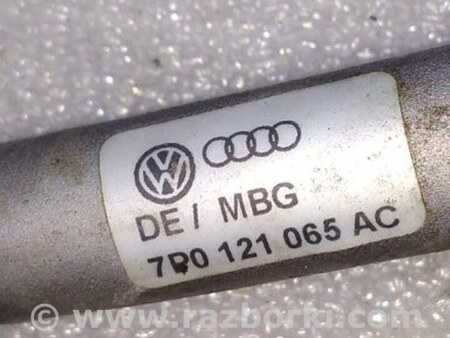 DE/ MBG
7P0 121 065 AC
© www.razborki.com